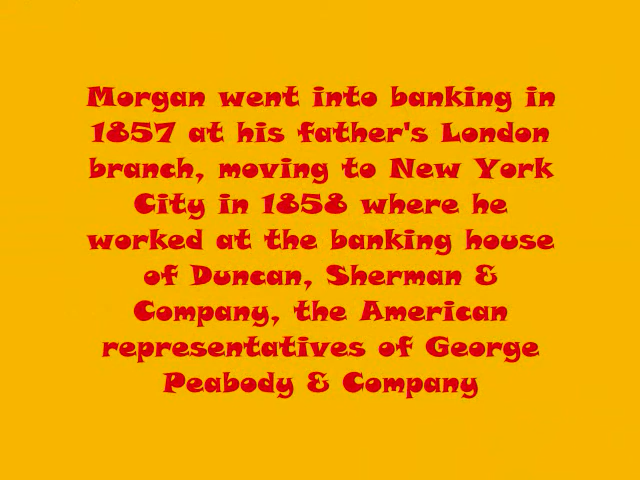 Morgan went into banking in
1857 at his father's London
branch, moving to New York
City in 1858 where he
worked at the banking house
of Duncan, Sherman &
Company, the American
representatives of George
Peabody & Company